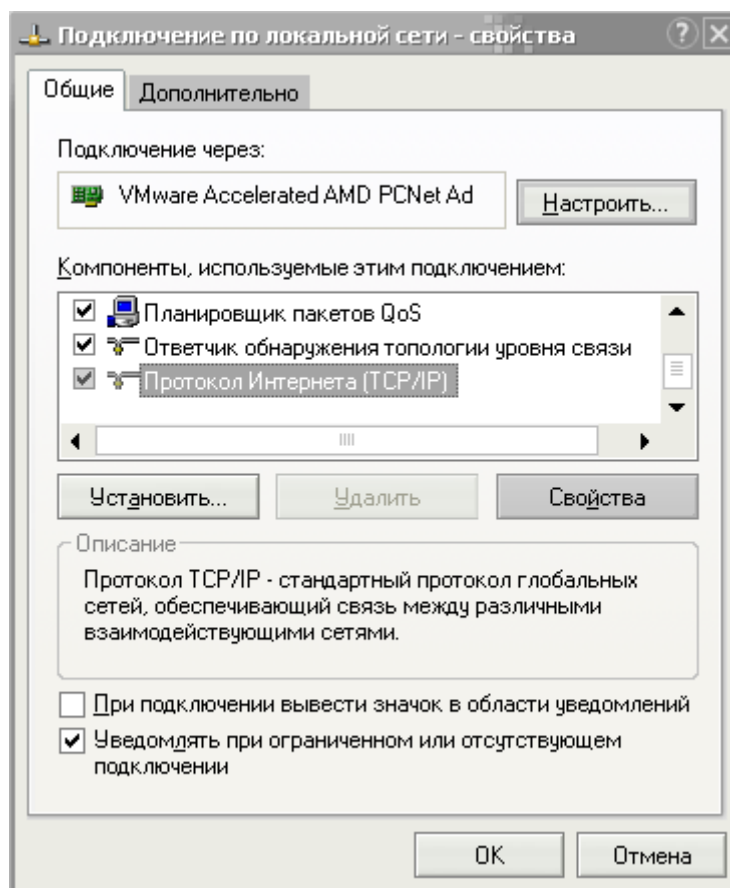 Подключение по локальной сети - свойства
Общие
Дополнительно
Подключение через:
VMware Accelerated AMD PCNet Ad
Настроить...
Компоненты, используемые этим подключением:
Планировщик пакетов QoS
Ответчик обнаружения топологии уровня связи
Протокол Интернета (TCP/IP)
Установить...
Удалить
Свойства
Описание
Протокол TCP/IP - стандартный протокол глобальных
сетей, обеспечивающий связь между различными
взаимодействующими сетями.
При подключении вывести значок в области уведомлений
Уведомлять при ограниченном или отсутствующем
подключении
OK
Отмена